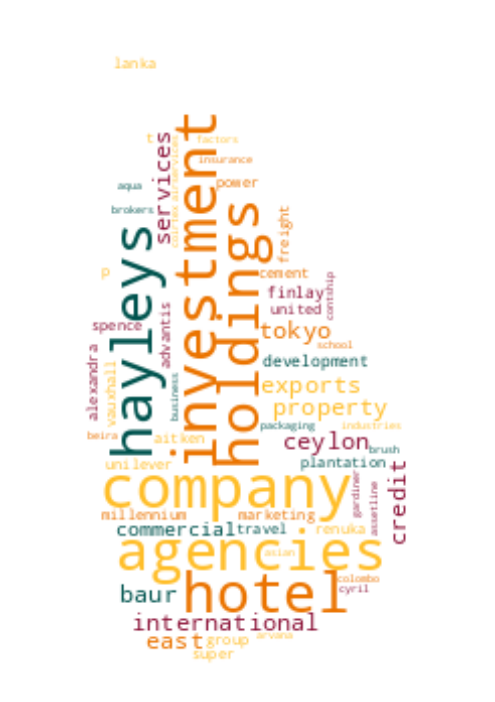 lanka
t
factors
services
coirtex
airservices
investment
insurance
aqua
power
brokers
hayleys
holdings
freight
p
cement
contship
finlay
united
spence
advantis
tokyo
alexandra
school
vauxhall
development
business
exports
property
beira
aitken
packaging
industries
ceylon
brush
unilever
plantation
credit
company
gardiner
assetline
millennium
marketing
commercial
travel
renuka
agencies
asian
hotel
colombo
baur
cyril
international
east
group
arvana
super